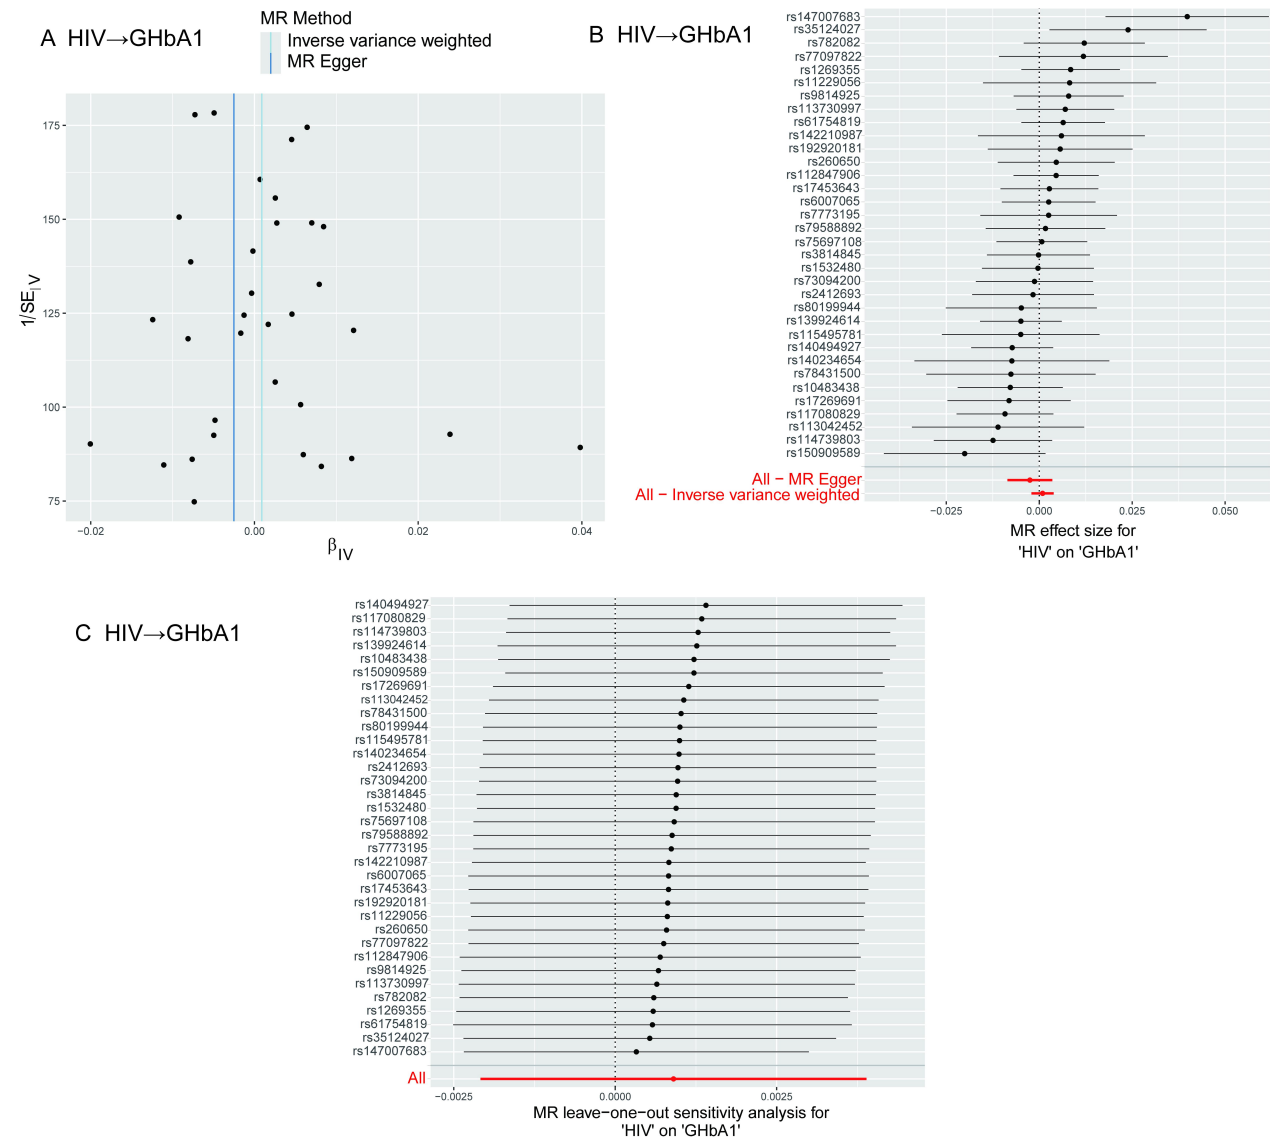 A HIV→GHbA1
MR Method
Inverse variance weighted
MR Egger
175
150
125
100
75
1/SE|V
−0.02
0.00
0.02
0.04
βIV
B HIV→GHbA1
rs147007683
rs35124027
rs782082
rs77097822
rs1269355
rs11229056
rs9814925
rs113730997
rs61754819
rs142210987
rs192920181
rs260650
rs112847906
rs17453643
rs6007065
rs7773195
rs79588892
rs75697108
rs3814845
rs1532480
rs73094200
rs2412693
rs80199944
rs139924614
rs115495781
rs140494927
rs140234654
rs78431500
rs10483438
rs17269691
rs117080829
rs113042452
rs114739803
rs150909589
All − MR Egger
All − Inverse variance weighted
−0.025
0.000
0.025
0.050
MR effect size for
'HIV' on 'GHbA1'
C HIV→GHbA1
rs140494927
rs117080829
rs114739803
rs139924614
rs10483438
rs150909589
rs17269691
rs113042452
rs78431500
rs80199944
rs115495781
rs140234654
rs2412693
rs73094200
rs3814845
rs1532480
rs75697108
rs79588892
rs7773195
rs142210987
rs6007065
rs17453643
rs192920181
rs11229056
rs260650
rs77097822
rs112847906
rs9814925
rs113730997
rs782082
rs1269355
rs61754819
rs35124027
rs147007683
All
−0.0025
0.0000
0.0025
MR leave−one−out sensitivity analysis for
'HIV' on 'GHbA1'